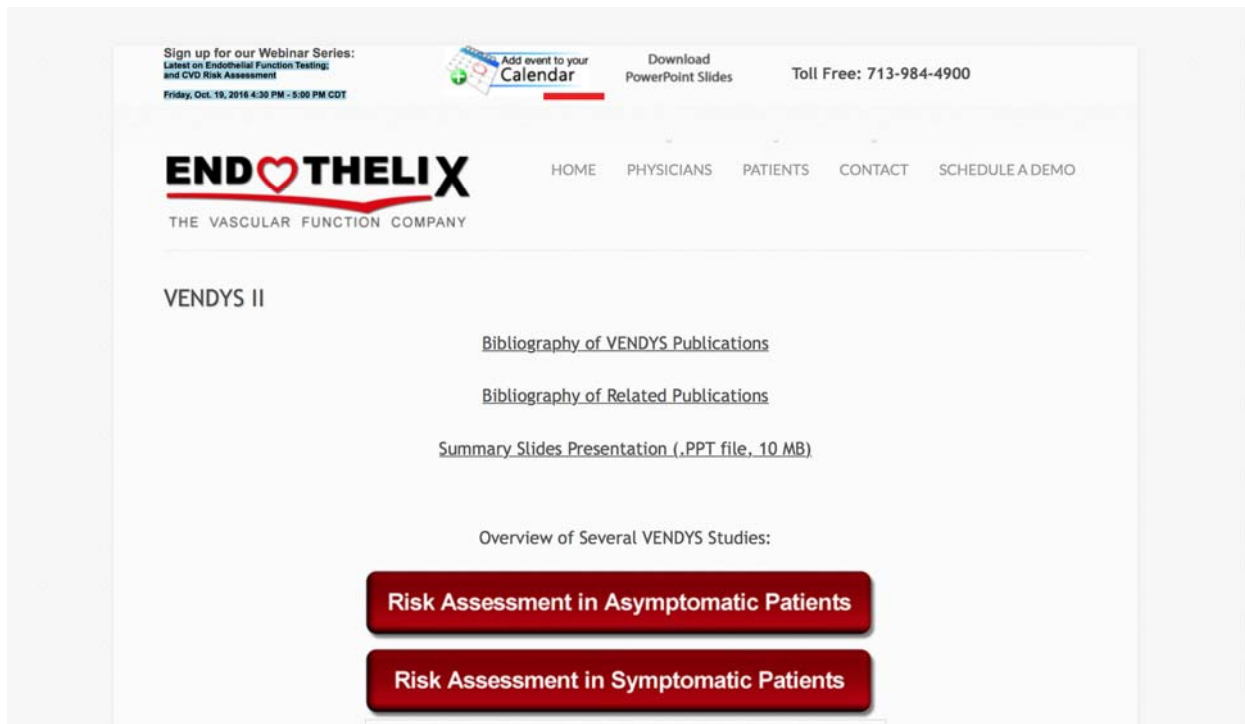 Sign up for our Webinar Series:
Latest on Endothelial Function Testing;
and CVD Risk Assessment
Friday, Oct. 19, 2016 4:30 PM - 5:00 PM CDT
Add event to your
Calendar
Download
PowerPoint Slides
Toll Free: 713-984-4900
ENDOTHELIX
THE VASCULAR FUNCTION COMPANY
HOME PHYSICIANS PATIENTS CONTACT SCHEDULE A DEMO
VENDYS II
Bibliography of VENDYS Publications
Bibliography of Related Publications
Summary Slides Presentation (.PPT file, 10 MB)
Overview of Several VENDYS Studies:
Risk Assessment in Asymptomatic Patients
Risk Assessment in Symptomatic Patients